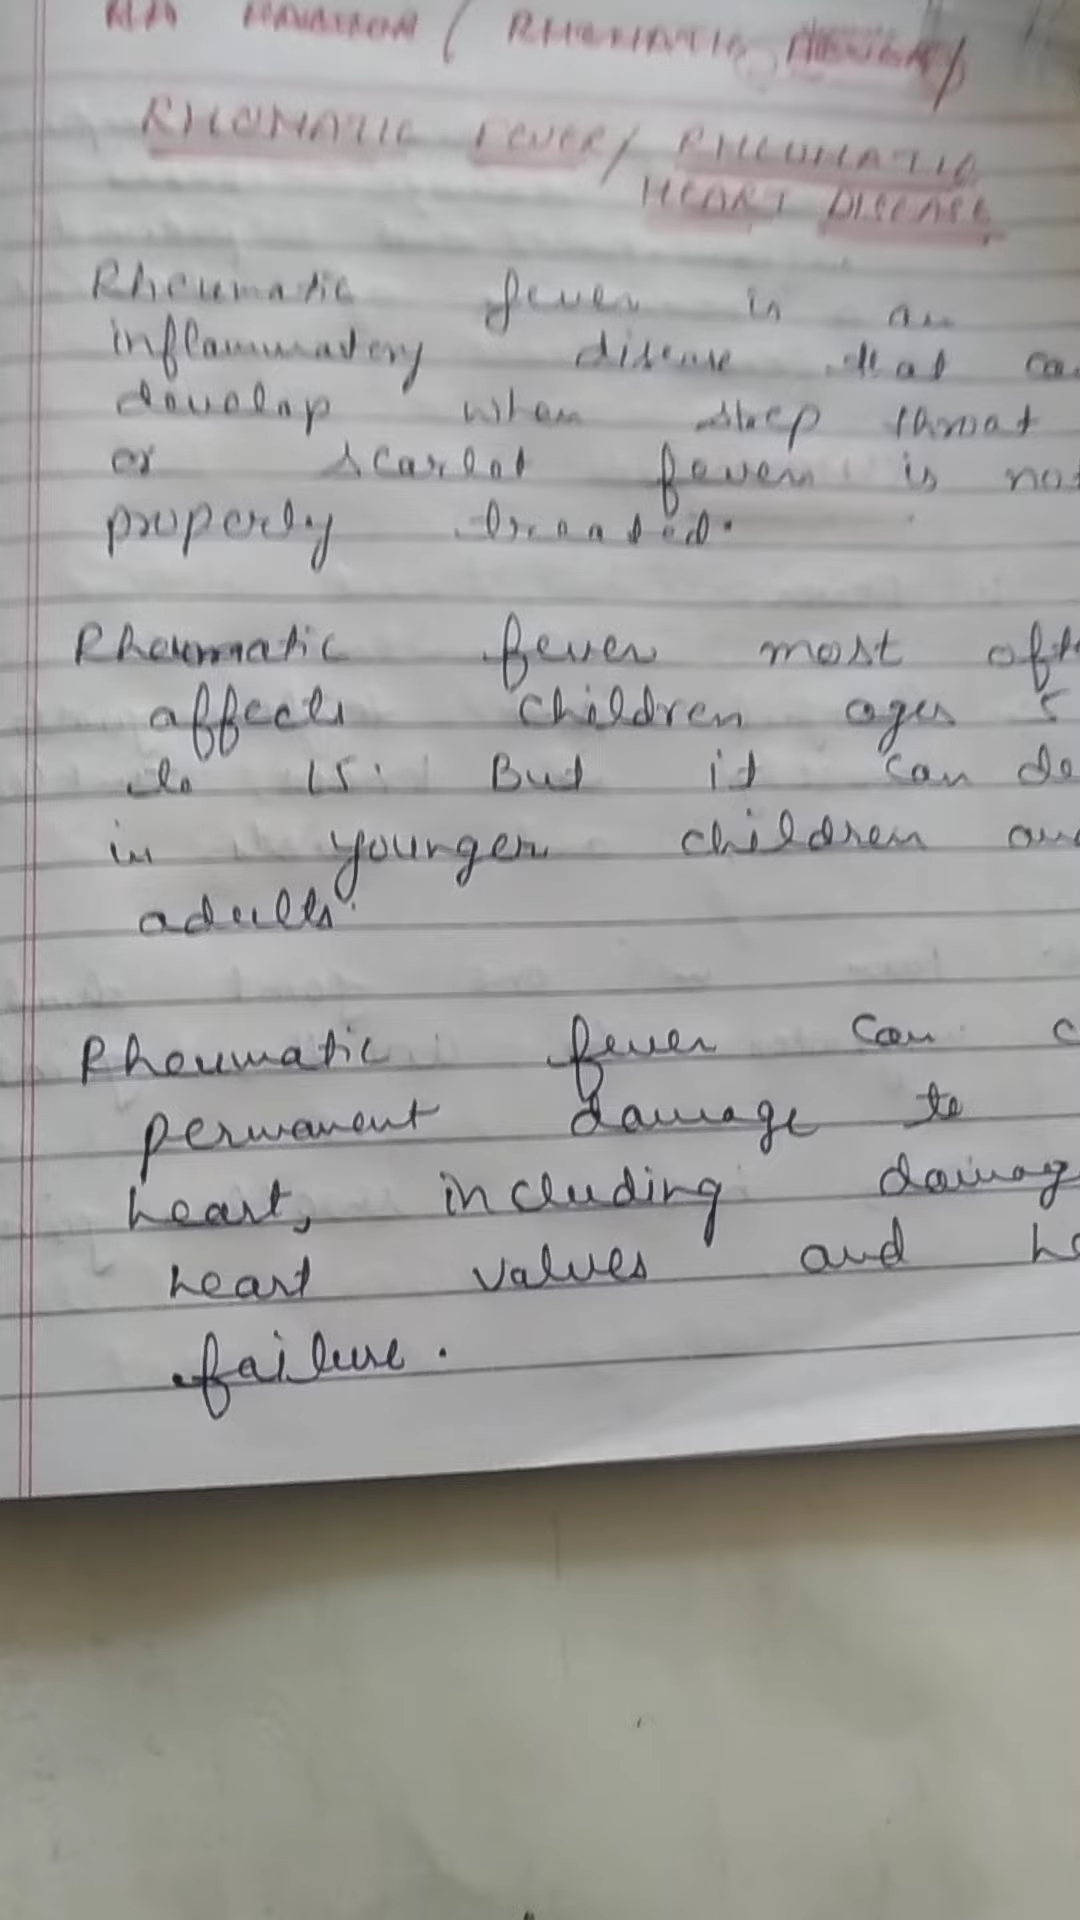 RHOMATIC FEVER/ RHEUMATIC
HEART DISEASE
Rheumatic fever is an
inflammatory disease that
develop when strep throat
or scarlet fever is
properly treated.
Rheumatic fever most
affects children ages 5
to 15. But it can
in younger children
adults.
Rheumatic fever can
permanent damage to
heart, including
heart valves and
failure.